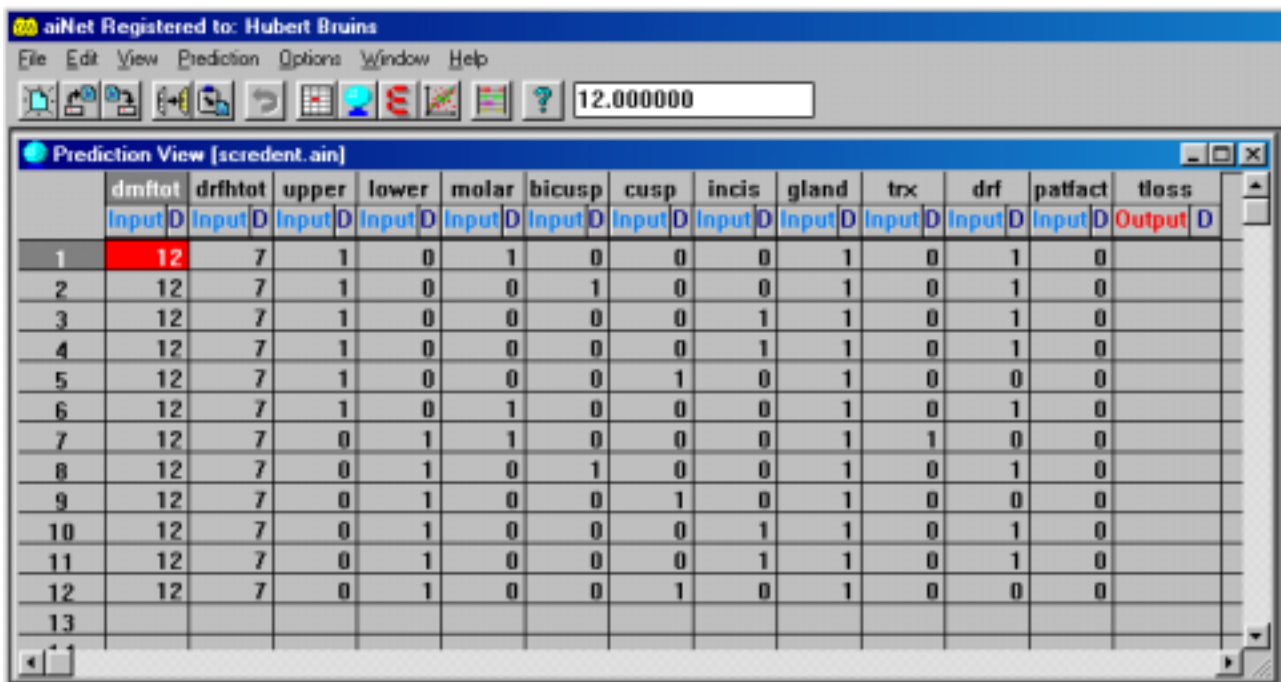 aiNet Registered to: Hubert Bruins
File Edit View Prediction Options Window Help
12.000000
Prediction View [scredent.ain]
dmftot drfhtot upper lower molar bicusp cusp incis gland trx drf patfact tloss
Input D Input D Input D Input D Input D Input D Input D Input D Input D Input D Input D Input D Output D
1 12 7 1 0 1 0 0 0 1 0 1 0
2 12 7 1 0 0 1 0 0 1 0 1 0
3 12 7 1 0 0 0 0 1 1 0 1 0
4 12 7 1 0 0 0 0 1 1 0 1 0
5 12 7 1 0 0 0 1 0 1 0 0 0
6 12 7 1 0 1 0 0 0 1 0 1 0
7 12 7 0 1 1 0 0 0 1 1 0 0
8 12 7 0 1 0 1 0 0 1 0 1 0
9 12 7 0 1 0 0 1 0 1 0 0 0
10 12 7 0 1 0 0 0 1 1 0 1 0
11 12 7 0 1 0 0 0 1 1 0 1 0
12 12 7 0 1 0 0 1 0 1 0 0 0
13